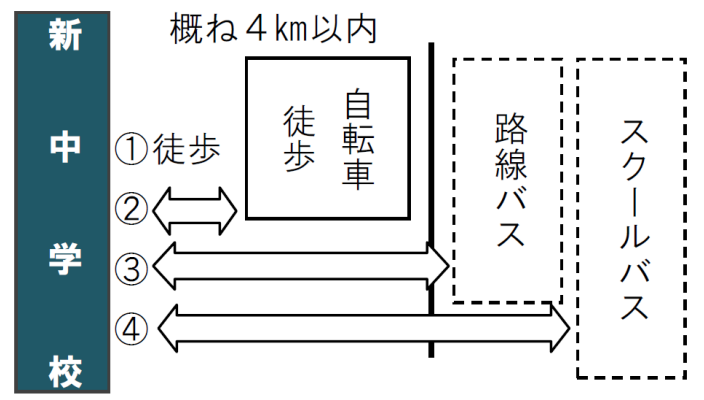 新中学校
概ね４㎞以内
①徒歩
②
③
④
自転車
徒歩
路線バス
スクールバス